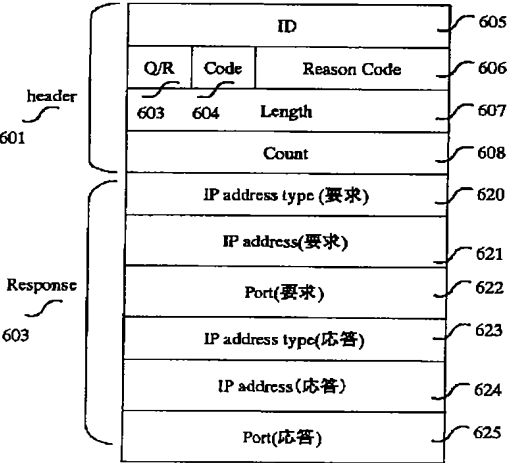 ID 605
Q/R Code Reason Code 606
header 603 604 Length 607
601
Count 608
IP address type (要求) 620
IP address(要求) 621
Response Port(要求) 622
603 IP address type(応答) 623
IP address(応答) 624
Port(応答) 625